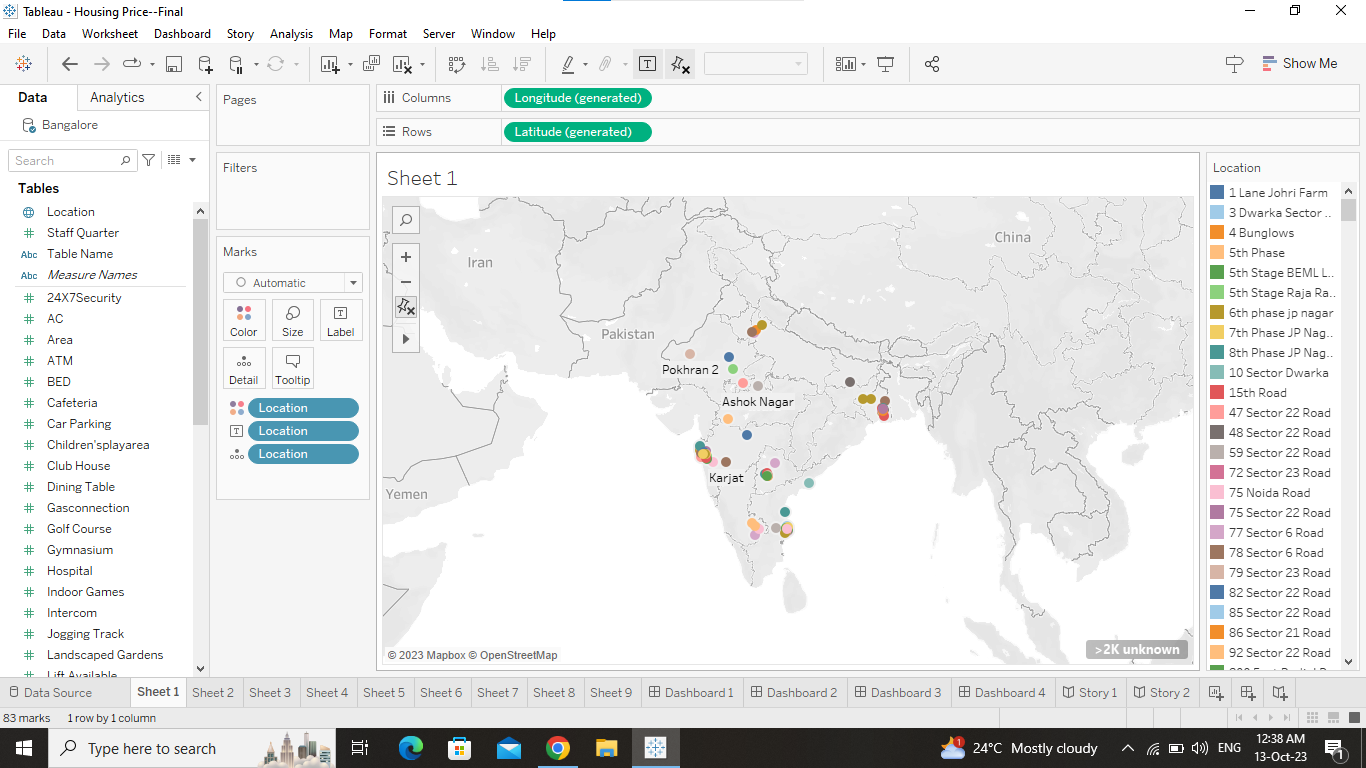 Tableau - Housing Price--Final
File Data Worksheet Dashboard Story Analysis Map Format Server Window Help
Show Me
Data Analytics
Bangalore
Search
Tables
Location
Staff Quarter
Abc Table Name
Abc Measure Names
24X7Security
AC
Area
ATM
BED
Cafeteria
Car Parking
Children'splayarea
Club House
Dining Table
Gasconnection
Golf Course
Gymnasium
Hospital
Indoor Games
Intercom
Jogging Track
Landscaped Gardens
Lift Available
Pages
Filters
Marks
Automatic
Color Size Label
Detail Tooltip
Location
Location
Location
Columns Longitude (generated)
Rows Latitude (generated)
Sheet 1
Iran
China
Pakistan
Pokhran 2
Ashok Nagar
Karjat
Yemen
© 2023 Mapbox © OpenStreetMap
>2K unknown
Location
1 Lane Johri Farm
3 Dwarka Sector ..
4 Bunglows
5th Phase
5th Stage BEML L..
5th Stage Raja Ra..
6th phase jp nagar
7th Phase JP Nag..
8th Phase JP Nag..
10 Sector Dwarka
15th Road
47 Sector 22 Road
48 Sector 22 Road
59 Sector 22 Road
72 Sector 23 Road
75 Noida Road
75 Sector 22 Road
77 Sector 6 Road
78 Sector 6 Road
79 Sector 23 Road
82 Sector 22 Road
85 Sector 22 Road
86 Sector 21 Road
92 Sector 22 Road
Data Source Sheet 1 Sheet 2 Sheet 3 Sheet 4 Sheet 5 Sheet 6 Sheet 7 Sheet 8 Sheet 9 Dashboard 1 Dashboard 2 Dashboard 3 Dashboard 4 Story 1 Story 2
83 marks 1 row by 1 column
Type here to search
1
24°C Mostly cloudy
ENG
12:38 AM
13-Oct-23
1